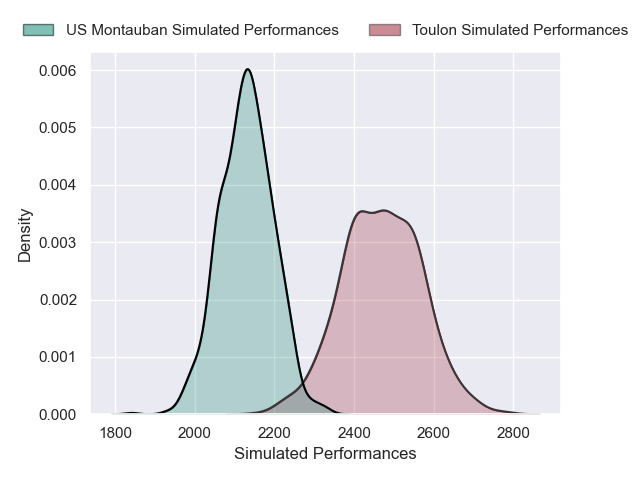 US Montauban Simulated Performances Toulon Simulated Performances
0.006
0.005
0.004
0.003
0.002
0.001
0.000
Density
1800 2000 2200 2400 2600 2800
Simulated Performances